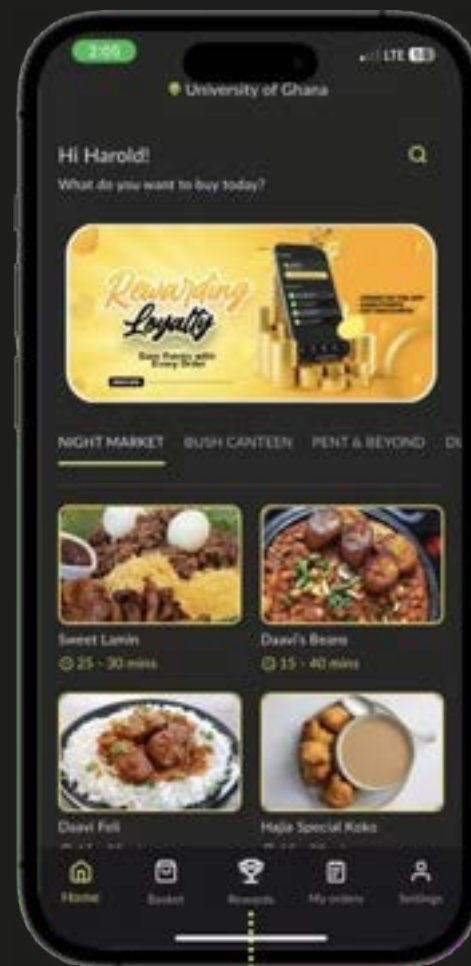 2:05
LTE
University of Ghana
Hi Harold!
What do you want to buy today?
Rewarding
Loyalty
Earn Points with
Every Order
NIGHT MARKET BUSH CANTEEN PENT & BEYOND DU
Sweet Lamin
25 - 30 mins
Daavi's Beans
15 - 40 mins
Daavi Feli
Hajia Special Koko
Home
Basket
Rewards
My orders
Settings